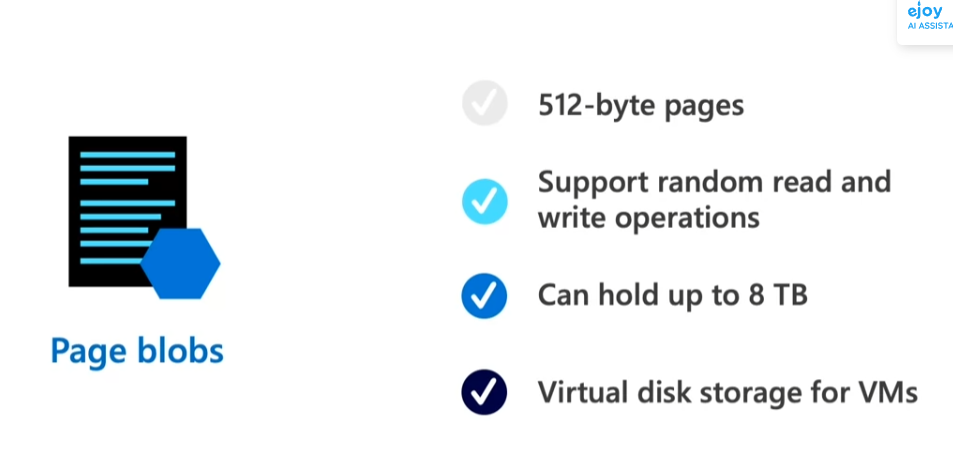 ejoy
AI ASSISTA
512-byte pages
Support random read and
write operations
Can hold up to 8 TB
Page blobs
Virtual disk storage for VMs